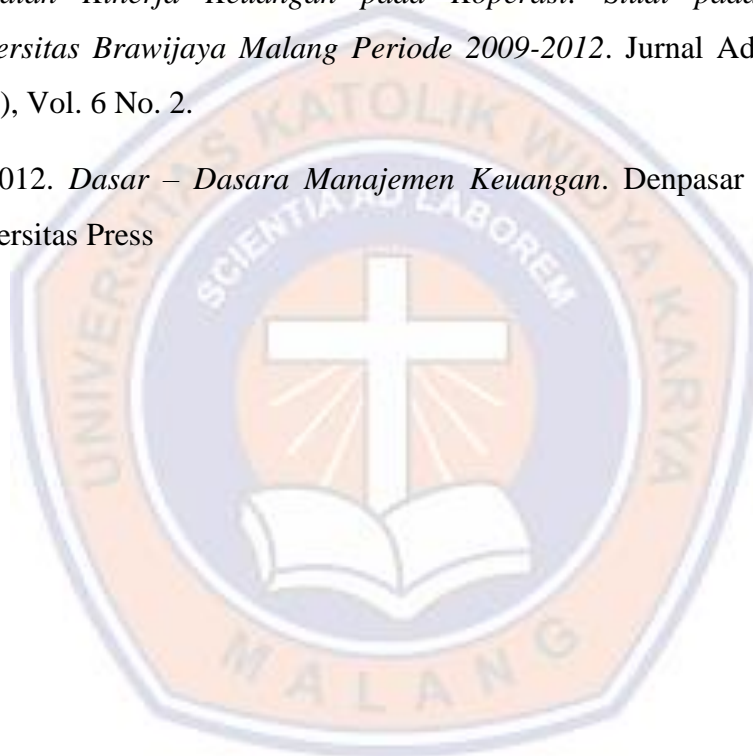 Kinerja Keuangan pada Koperasi: Studi pada
ersitas Brawijaya Malang Periode 2009-2012. Jurnal Ad
), Vol. 6 No. 2.
012. Dasar – Dasara Manajemen Keuangan. Denpasar
ersitas Press
UNIVERSITAS KATOLIK WIDYA KARYA
SCIENTIA AD LABOREM
MALANG